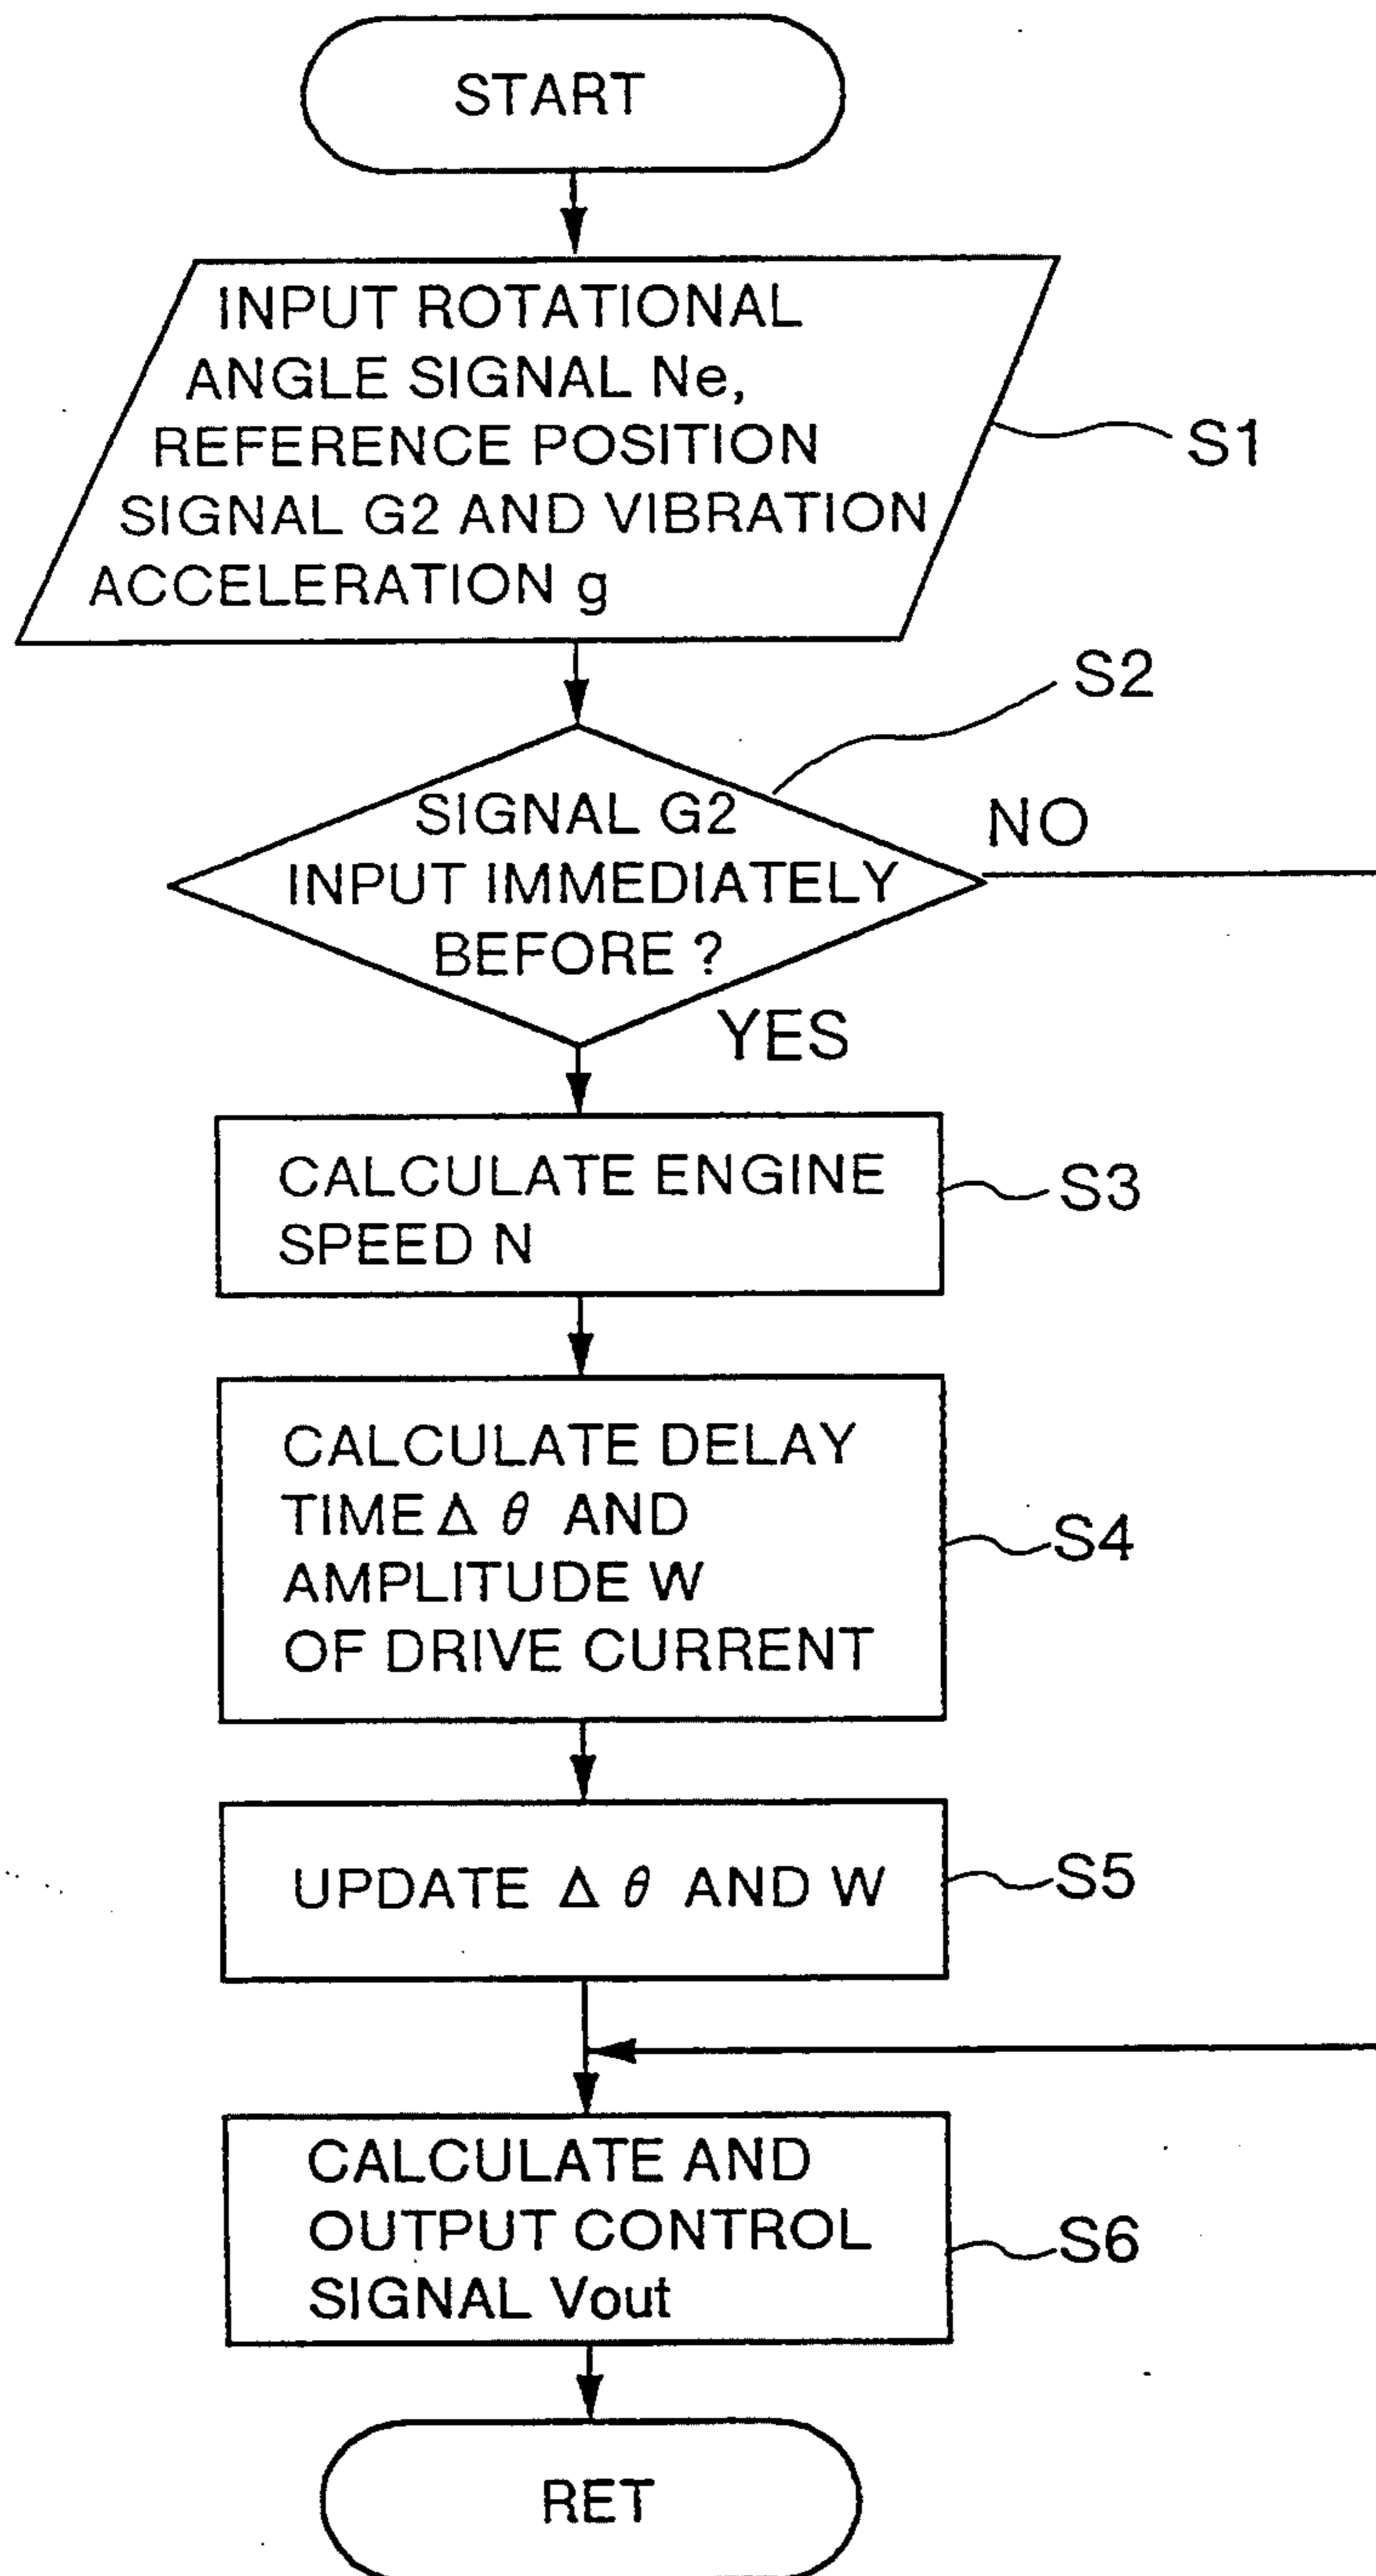 START
INPUT ROTATIONAL
ANGLE SIGNAL Ne,
REFERENCE POSITION
SIGNAL G2 AND VIBRATION
ACCELERATION g
S1
S2
SIGNAL G2
INPUT IMMEDIATELY
BEFORE ?
NO
YES
CALCULATE ENGINE
SPEED N
S3
CALCULATE DELAY
TIME Δ θ AND
AMPLITUDE W
OF DRIVE CURRENT
S4
UPDATE Δ θ AND W
S5
CALCULATE AND
OUTPUT CONTROL
SIGNAL Vout
S6
RET